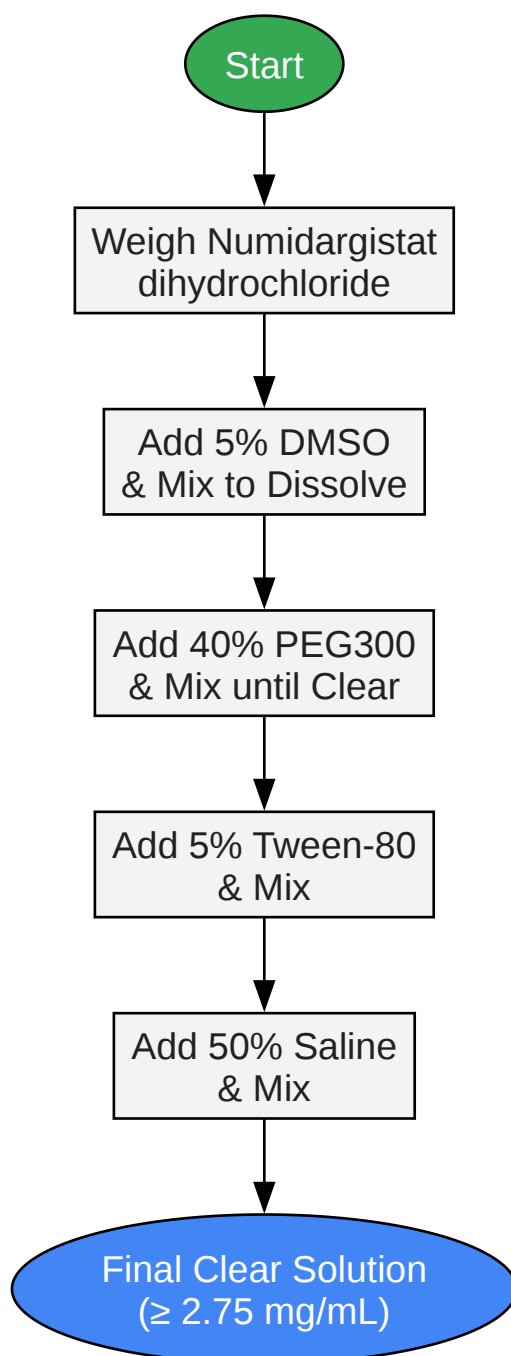 Start
Weigh Numidargistat
dihydrochloride
Add 5% DMSO
& Mix to Dissolve
Add 40% PEG300
& Mix until Clear
Add 5% Tween-80
& Mix
Add 50% Saline
& Mix
Final Clear Solution
(≥ 2.75 mg/mL)